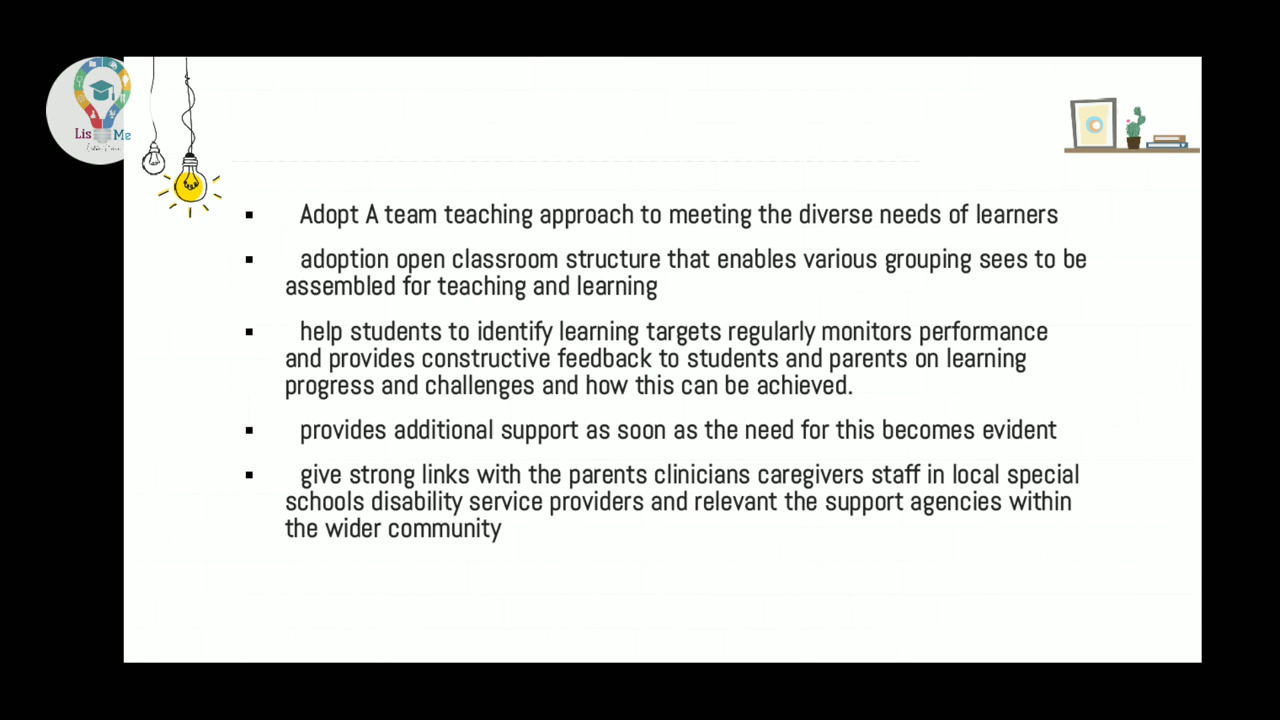 Lis Me
Adopt A team teaching approach to meeting the diverse needs of learners
adoption open classroom structure that enables various grouping sees to be
assembled for teaching and learning
help students to identify learning targets regularly monitors performance
and provides constructive feedback to students and parents on learning
progress and challenges and how this can be achieved.
provides additional support as soon as the need for this becomes evident
give strong links with the parents clinicians caregivers staff in local special
schools disability service providers and relevant the support agencies within
the wider community